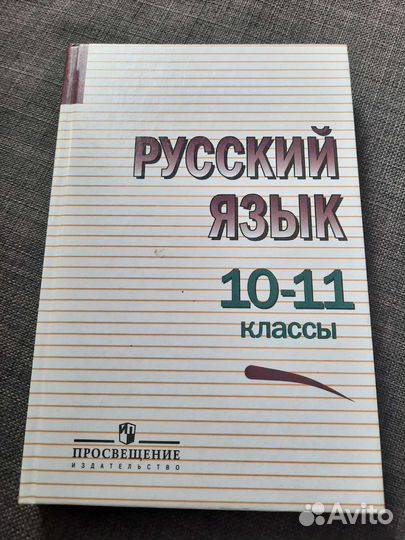 РУССКИЙ
ЯЗЫК
10-11
классы
ПРОСВЕЩЕНИЕ
ИЗДАТЕЛЬСТВО
Avito